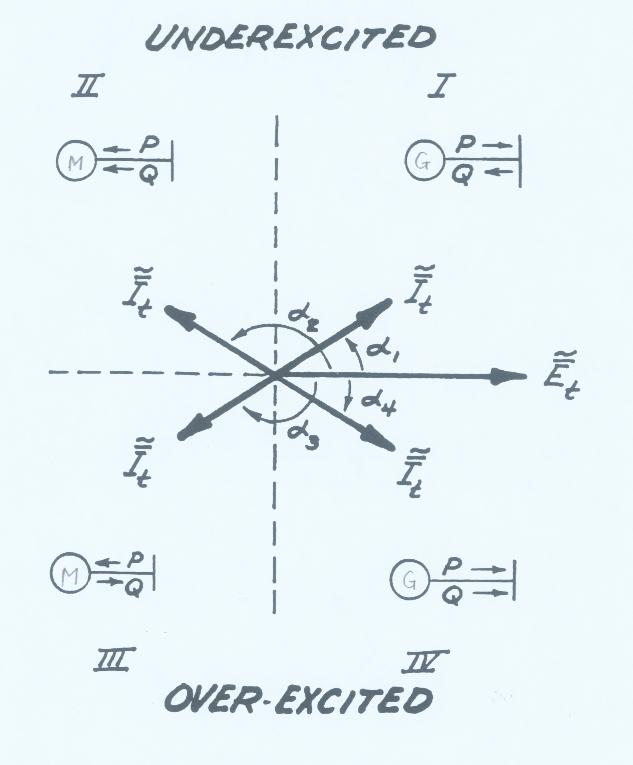 UNDEREXCITED
II
I
M P Q
G P Q
Ĩt
Ĩt
α2
α1
Ẽt
α4
α3
Ĩt
Ĩt
M P Q
G P Q
III
IV
OVER-EXCITED